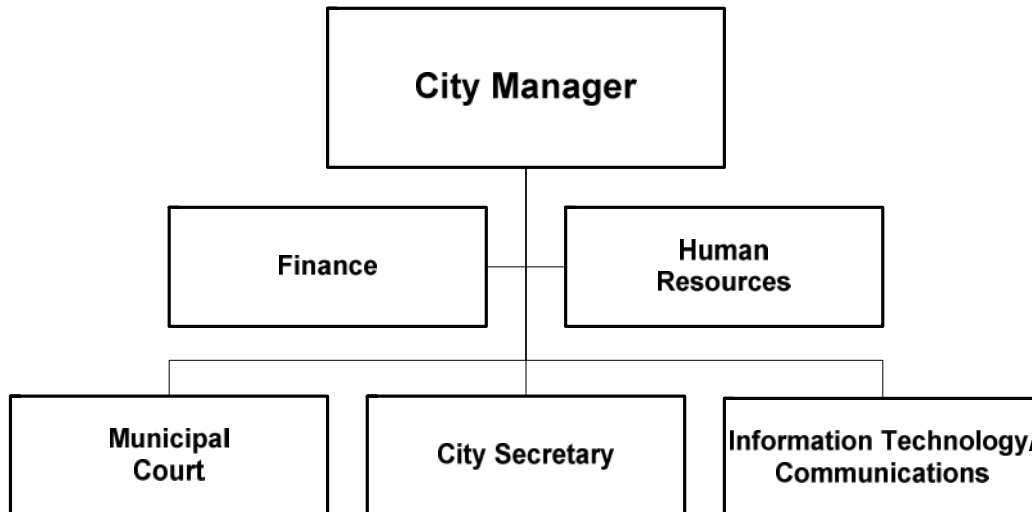 City Manager
Finance
Human
Resources
Municipal
Court
City Secretary
Information Technology/
Communications